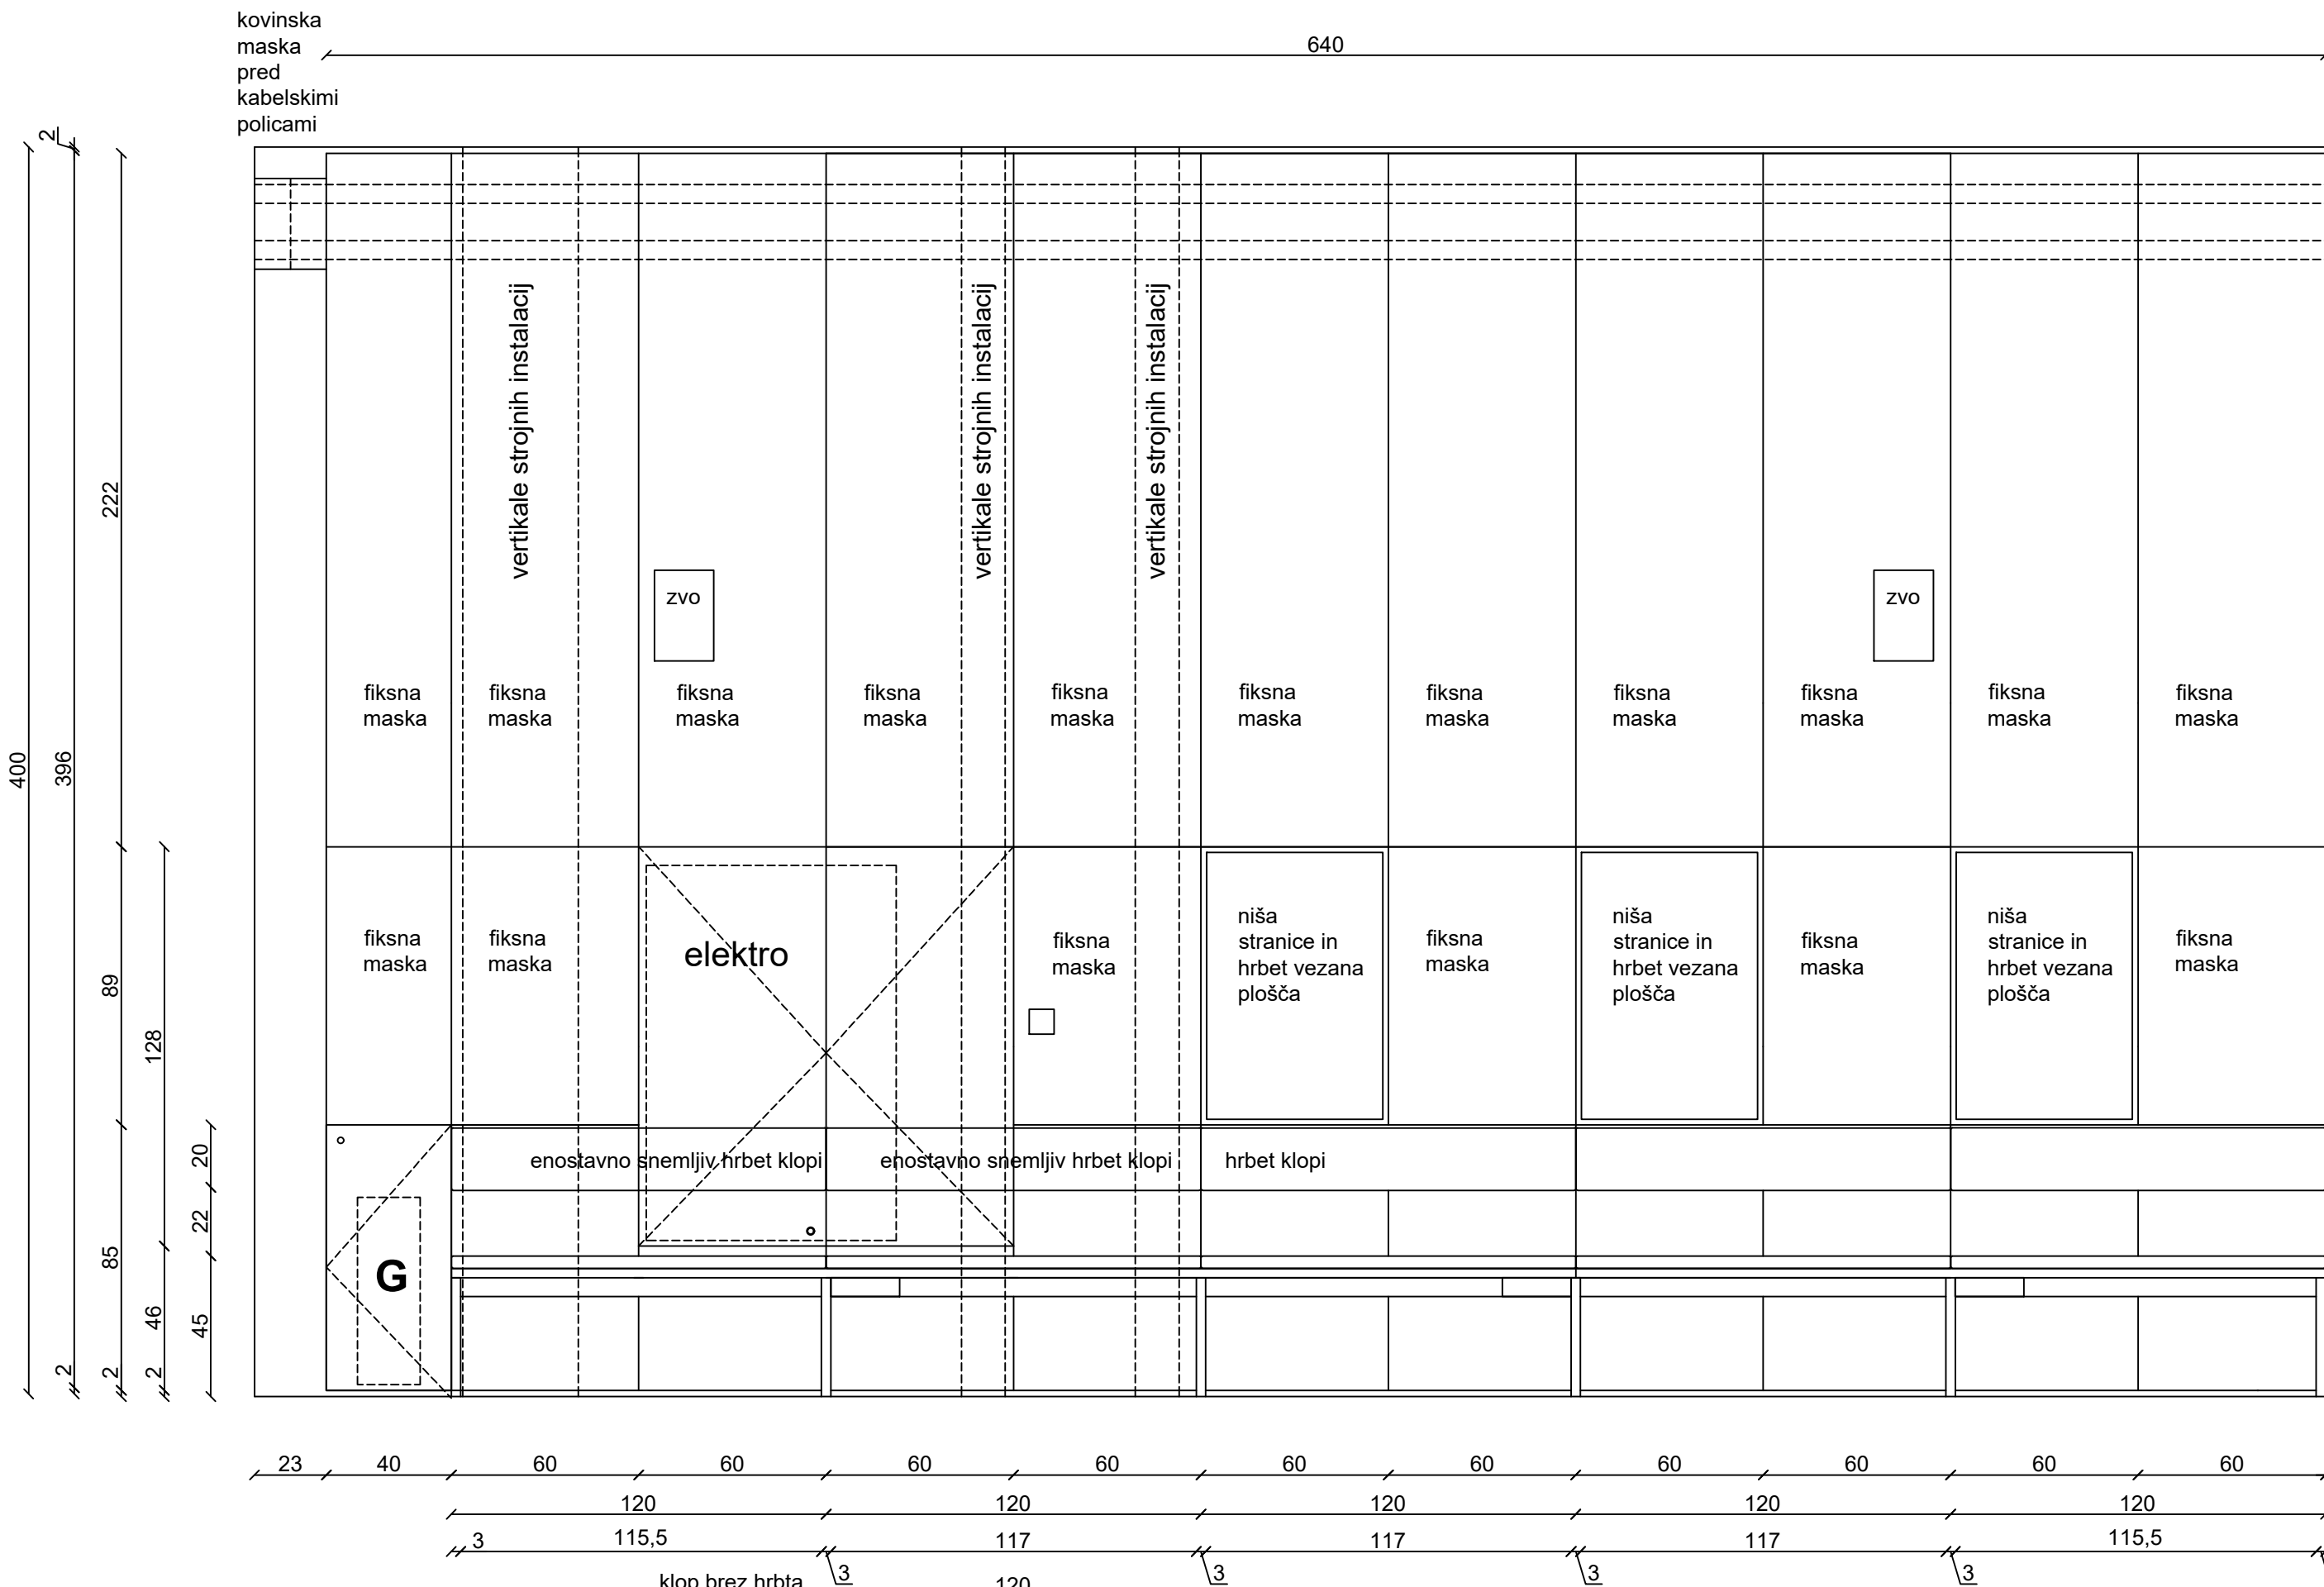 kovinska
maska
pred
kabelskimi
policami
640
2
400
396
222
89
128
85
46
20
22
45
2
2
2
vertikale strojnih instalacij
vertikale strojnih instalacij
vertikale strojnih instalacij
zvo
zvo
fiksna
maska
fiksna
maska
fiksna
maska
fiksna
maska
fiksna
maska
fiksna
maska
fiksna
maska
fiksna
maska
fiksna
maska
fiksna
maska
fiksna
maska
fiksna
maska
fiksna
maska
elektro
fiksna
maska
niša
stranice in
hrbet vezana
plošča
fiksna
maska
niša
stranice in
hrbet vezana
plošča
fiksna
maska
niša
stranice in
hrbet vezana
plošča
fiksna
maska
enostavno snemljiv hrbet klopi
enostavno snemljiv hrbet klopi
hrbet klopi
G
23 40 60 60 60 60 60 60 60 60 60 60
120 120 120 120 120
3 115,5 117 117 117 115,5
3 3 3 3
klop brez hrbta
120